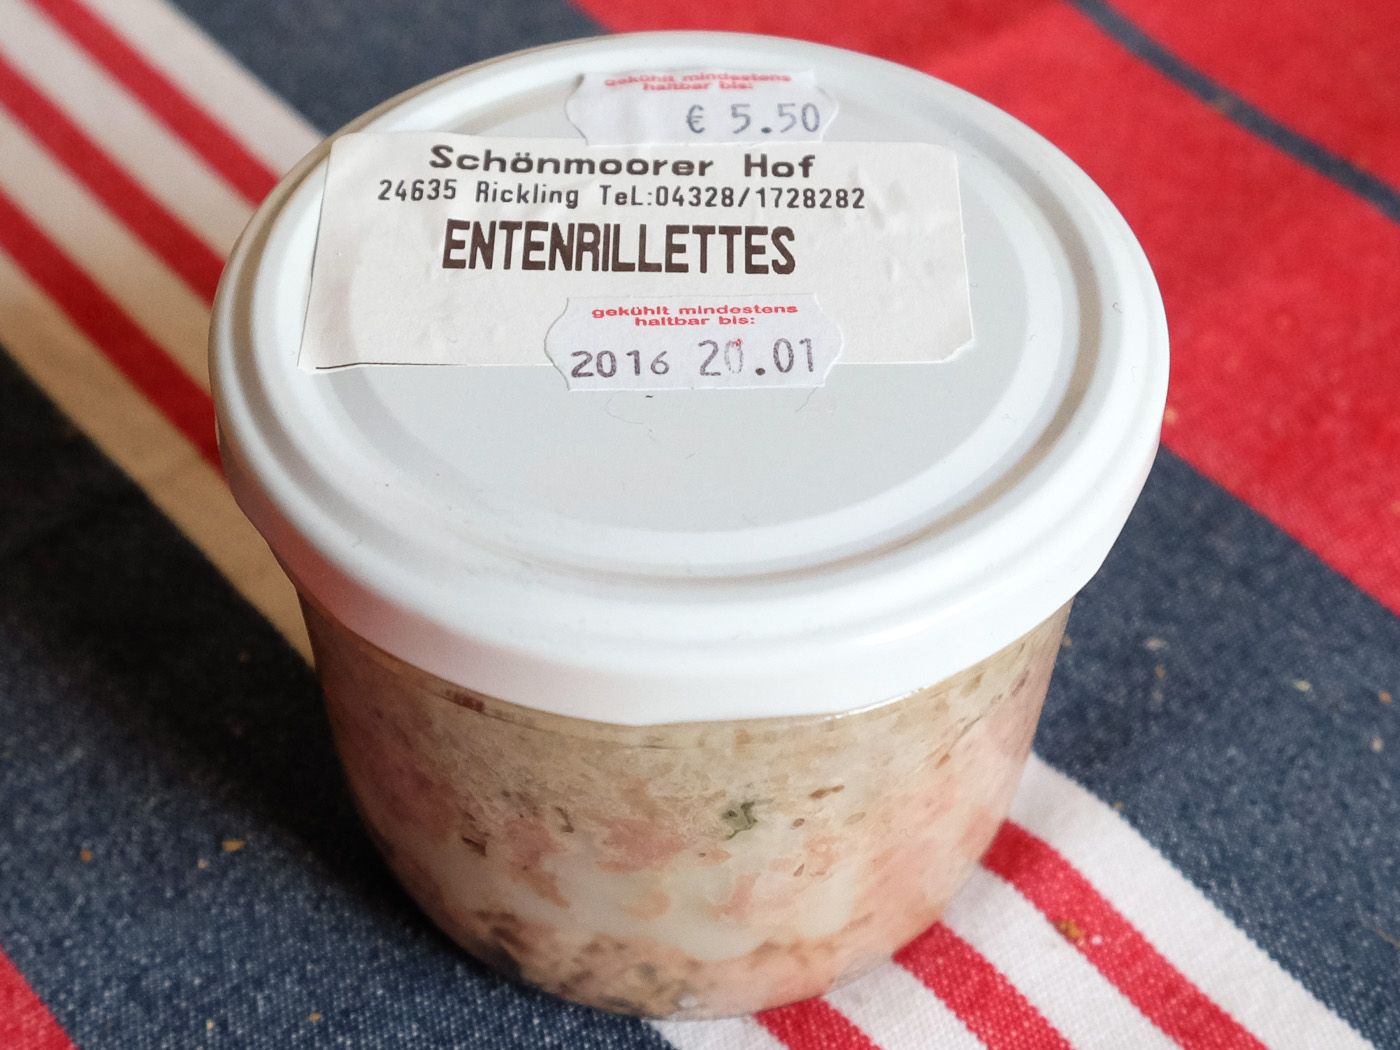 gekühlt mindestens
haltbar bis:
€ 5.50
Schönmoorer Hof
24635 Rickling TeL:04328/1728282
ENTENRILLETTES
gekühlt mindestens
haltbar bis:
2016 20.01